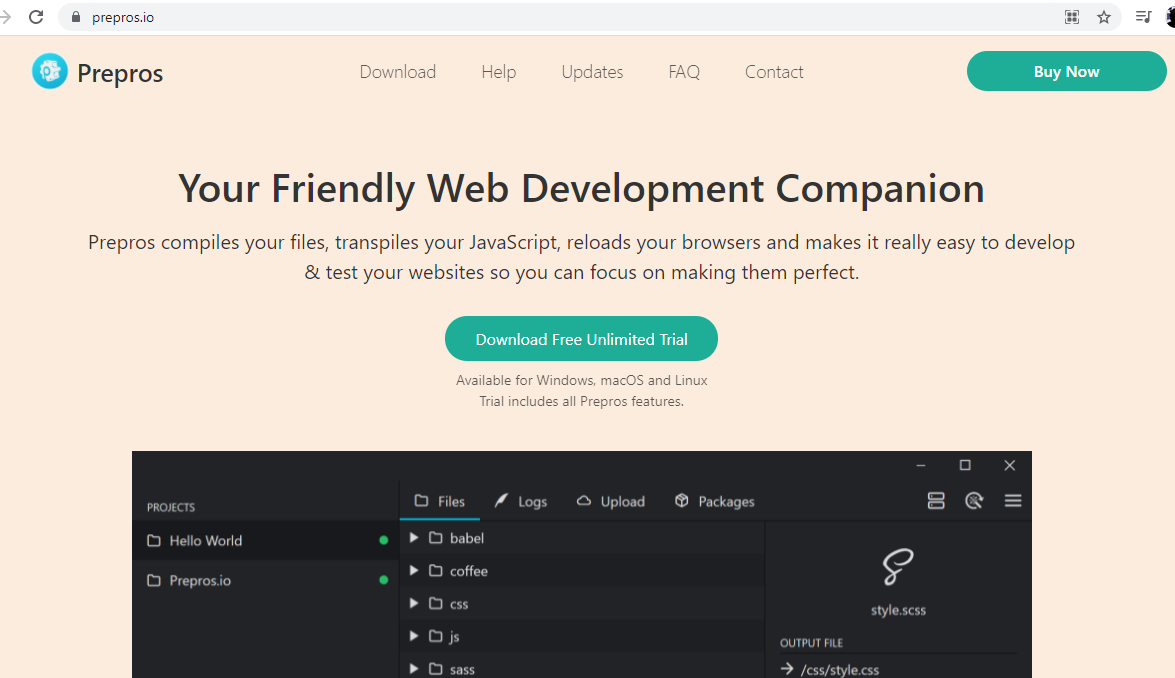 prepros.io
Prepros
Download
Help
Updates
FAQ
Contact
Buy Now
Your Friendly Web Development Companion
Prepros compiles your files, transpiles your JavaScript, reloads your browsers and makes it really easy to develop
& test your websites so you can focus on making them perfect.
Download Free Unlimited Trial
Available for Windows, macOS and Linux
Trial includes all Prepros features.
PROJECTS
Hello World
Prepros.io
Files
Logs
Upload
Packages
babel
coffee
css
js
sass
style.scss
OUTPUT FILE
/css/style.css